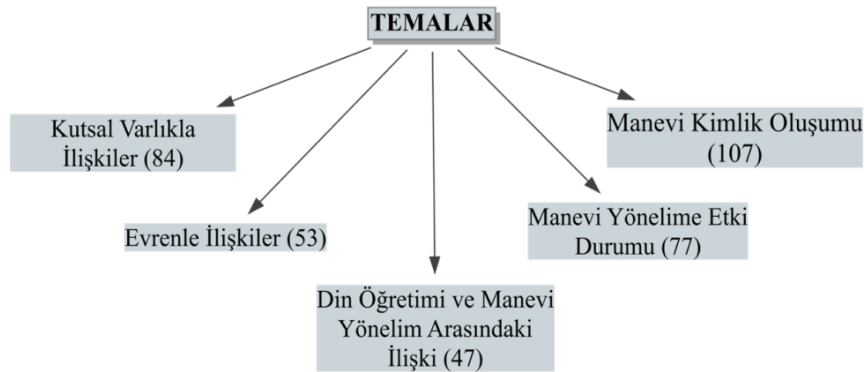 TEMALAR
Kutsal Varlıkla
İlişkiler (84)
Evrenle İlişkiler (53)
Din Öğretimi ve Manevi
Yönelim Arasındaki
İlişki (47)
Manevi Yönelime Etki
Durumu (77)
Manevi Kimlik Oluşumu
(107)